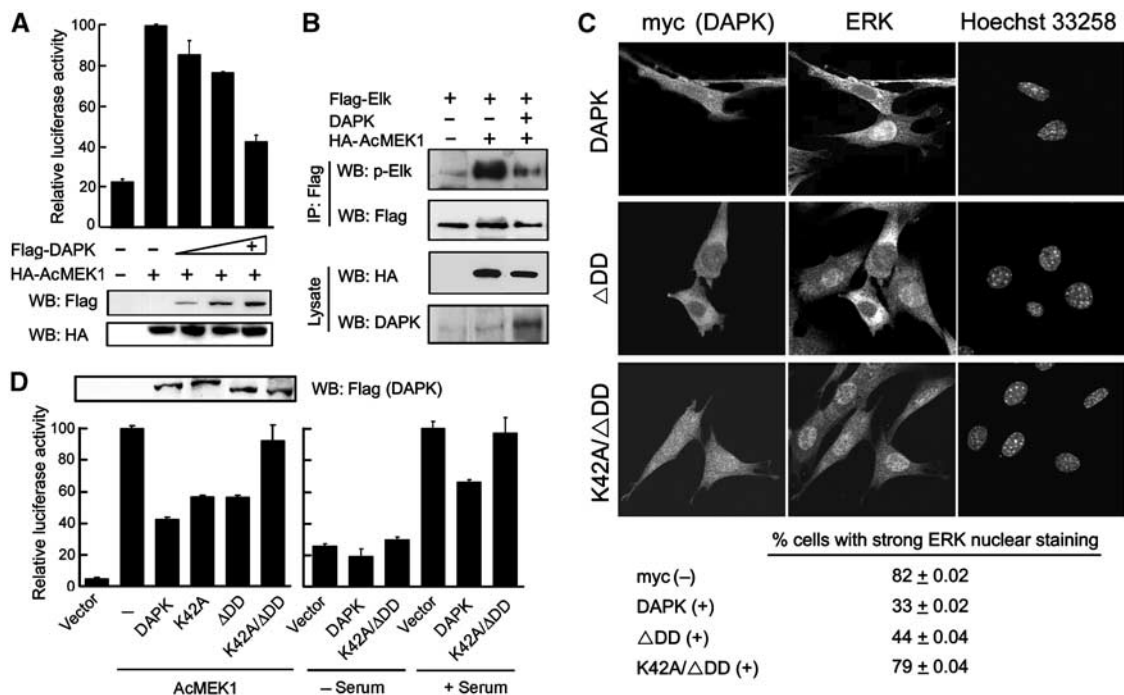 A
Relative luciferase activity
100
80
60
40
20
0
Flag-DAPK – – +
HA-AcMEK1 – + + + +
WB: Flag
WB: HA
B
Flag-Elk + + +
DAPK – – +
HA-AcMEK1 – + +
IP: Flag
WB: p-Elk
WB: Flag
Lysate
WB: HA
WB: DAPK
C
myc (DAPK) ERK Hoechst 33258
DAPK
△DD
K42A/△DD
% cells with strong ERK nuclear staining
myc (–) 82 ± 0.02
DAPK (+) 33 ± 0.02
△DD (+) 44 ± 0.04
K42A/△DD (+) 79 ± 0.04
D
WB: Flag (DAPK)
Relative luciferase activity
100
80
60
40
20
0
Vector – DAPK K42A ΔDD K42A/ΔDD Vector DAPK K42A/ΔDD Vector DAPK K42A/ΔDD
AcMEK1 – Serum + Serum